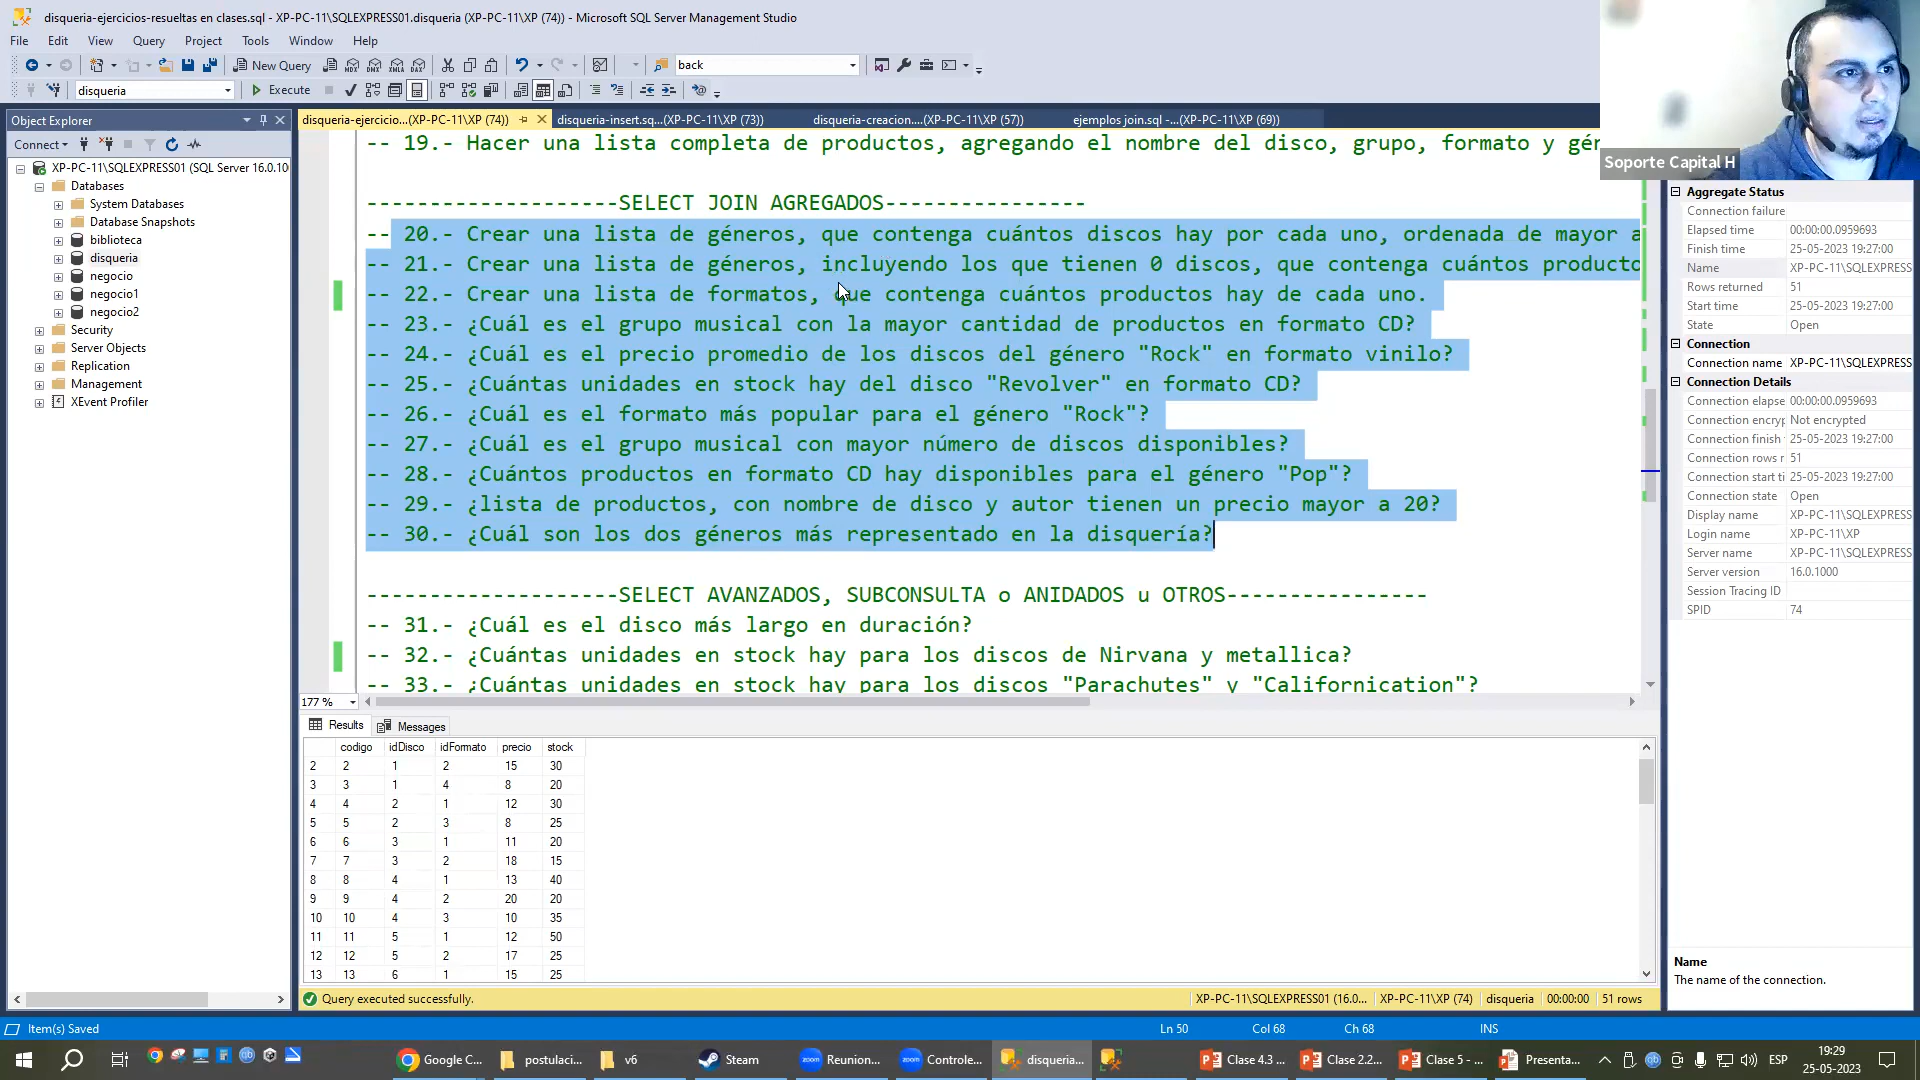 disqueria-ejercicios-resueltas en clases.sql - XP-PC-11\SQLEXPRESS01.disqueria (XP-PC-11\XP (74)) - Microsoft SQL Server Management Studio
File Edit View Query Project Tools Window Help
New Query
back
disqueria
Execute
Object Explorer
disqueria-ejercicio...(XP-PC-11\XP (74))
disqueria-insert.sq...(XP-PC-11\XP (73))
disqueria-creacion....(XP-PC-11\XP (57))
ejemplos join.sql -...(XP-PC-11\XP (69))
Soporte Capital H
Connect
XP-PC-11\SQLEXPRESS01 (SQL Server 16.0.10
Databases
System Databases
Database Snapshots
biblioteca
disqueria
negocio
negocio1
negocio2
Security
Server Objects
Replication
Management
XEvent Profiler
-- 19.- Hacer una lista completa de productos, agregando el nombre del disco, grupo, formato y gén
--------------------SELECT JOIN AGREGADOS----------------
-- 20.- Crear una lista de géneros, que contenga cuántos discos hay por cada uno, ordenada de mayor a
-- 21.- Crear una lista de géneros, incluyendo los que tienen 0 discos, que contenga cuántos producto
-- 22.- Crear una lista de formatos, que contenga cuántos productos hay de cada uno.
-- 23.- ¿Cuál es el grupo musical con la mayor cantidad de productos en formato CD?
-- 24.- ¿Cuál es el precio promedio de los discos del género "Rock" en formato vinilo?
-- 25.- ¿Cuántas unidades en stock hay del disco "Revolver" en formato CD?
-- 26.- ¿Cuál es el formato más popular para el género "Rock"?
-- 27.- ¿Cuál es el grupo musical con mayor número de discos disponibles?
-- 28.- ¿Cuántos productos en formato CD hay disponibles para el género "Pop"?
-- 29.- ¿lista de productos, con nombre de disco y autor tienen un precio mayor a 20?
-- 30.- ¿Cuál son los dos géneros más representado en la disquería?
--------------------SELECT AVANZADOS, SUBCONSULTA o ANIDADOS u OTROS----------------
-- 31.- ¿Cuál es el disco más largo en duración?
-- 32.- ¿Cuántas unidades en stock hay para los discos de Nirvana y metallica?
-- 33.- ¿Cuántas unidades en stock hay para los discos "Parachutes" y "Californication"?
177 %
Results Messages
codigo idDisco idFormato precio stock
2 2 1 2 15 30
3 3 1 4 8 20
4 4 2 1 12 30
5 5 2 3 8 25
6 6 3 1 11 20
7 7 3 2 18 15
8 8 4 1 13 40
9 9 4 2 20 20
10 10 4 3 10 35
11 11 5 1 12 50
12 12 5 2 17 25
13 13 6 1 15 25
Query executed successfully.
XP-PC-11\SQLEXPRESS01 (16.0... XP-PC-11\XP (74) disqueria 00:00:00 51 rows
Aggregate Status
Connection failure
Elapsed time 00:00:00.0959693
Finish time 25-05-2023 19:27:00
Name XP-PC-11\SQLEXPRESS
Rows returned 51
Start time 25-05-2023 19:27:00
State Open
Connection
Connection name XP-PC-11\SQLEXPRESS
Connection Details
Connection elapse 00:00:00.0959693
Connection encryp Not encrypted
Connection finish 25-05-2023 19:27:00
Connection rows r 51
Connection start ti 25-05-2023 19:27:00
Connection state Open
Display name XP-PC-11\SQLEXPRESS
Login name XP-PC-11\XP
Server name XP-PC-11\SQLEXPRESS
Server version 16.0.1000
Session Tracing ID
SPID 74
Name
The name of the connection.
Item(s) Saved
Ln 50 Col 68 Ch 68 INS
Google C...
postulaci...
v6
Steam
Reunion...
Controle...
disqueria...
Clase 4.3 ...
Clase 2.2...
Clase 5 - ...
Presenta...
ESP
19:29
25-05-2023